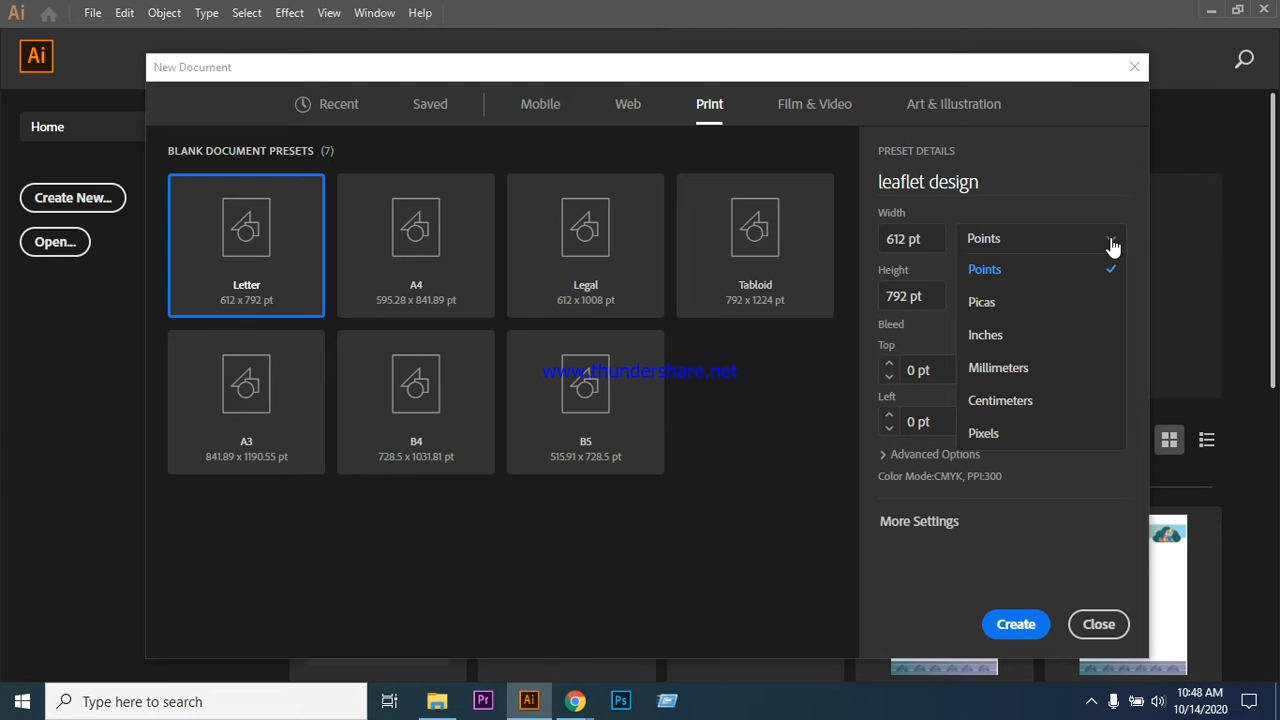 Ai File Edit Object Type Select Effect View Window Help
Ai
New Document
Recent Saved Mobile Web Print Film & Video Art & Illustration
Home
Create New...
Open...
BLANK DOCUMENT PRESETS (7)
Letter
612 x 792 pt
A4
595.28 x 841.89 pt
Legal
612 x 1008 pt
Tabloid
792 x 1224 pt
A3
841.89 x 1190.55 pt
B4
728.5 x 1031.81 pt
B5
515.91 x 728.5 pt
www.thundershare.net
PRESET DETAILS
leaflet design
Width
612 pt
Points
Height
792 pt
Points
Picas
Inches
Millimeters
Centimeters
Pixels
Bleed
Top
0 pt
Left
0 pt
Advanced Options
Color Mode:CMYK, PPI:300
More Settings
Create
Close
Type here to search
Pr
Ai
Ps
10:48 AM
10/14/2020